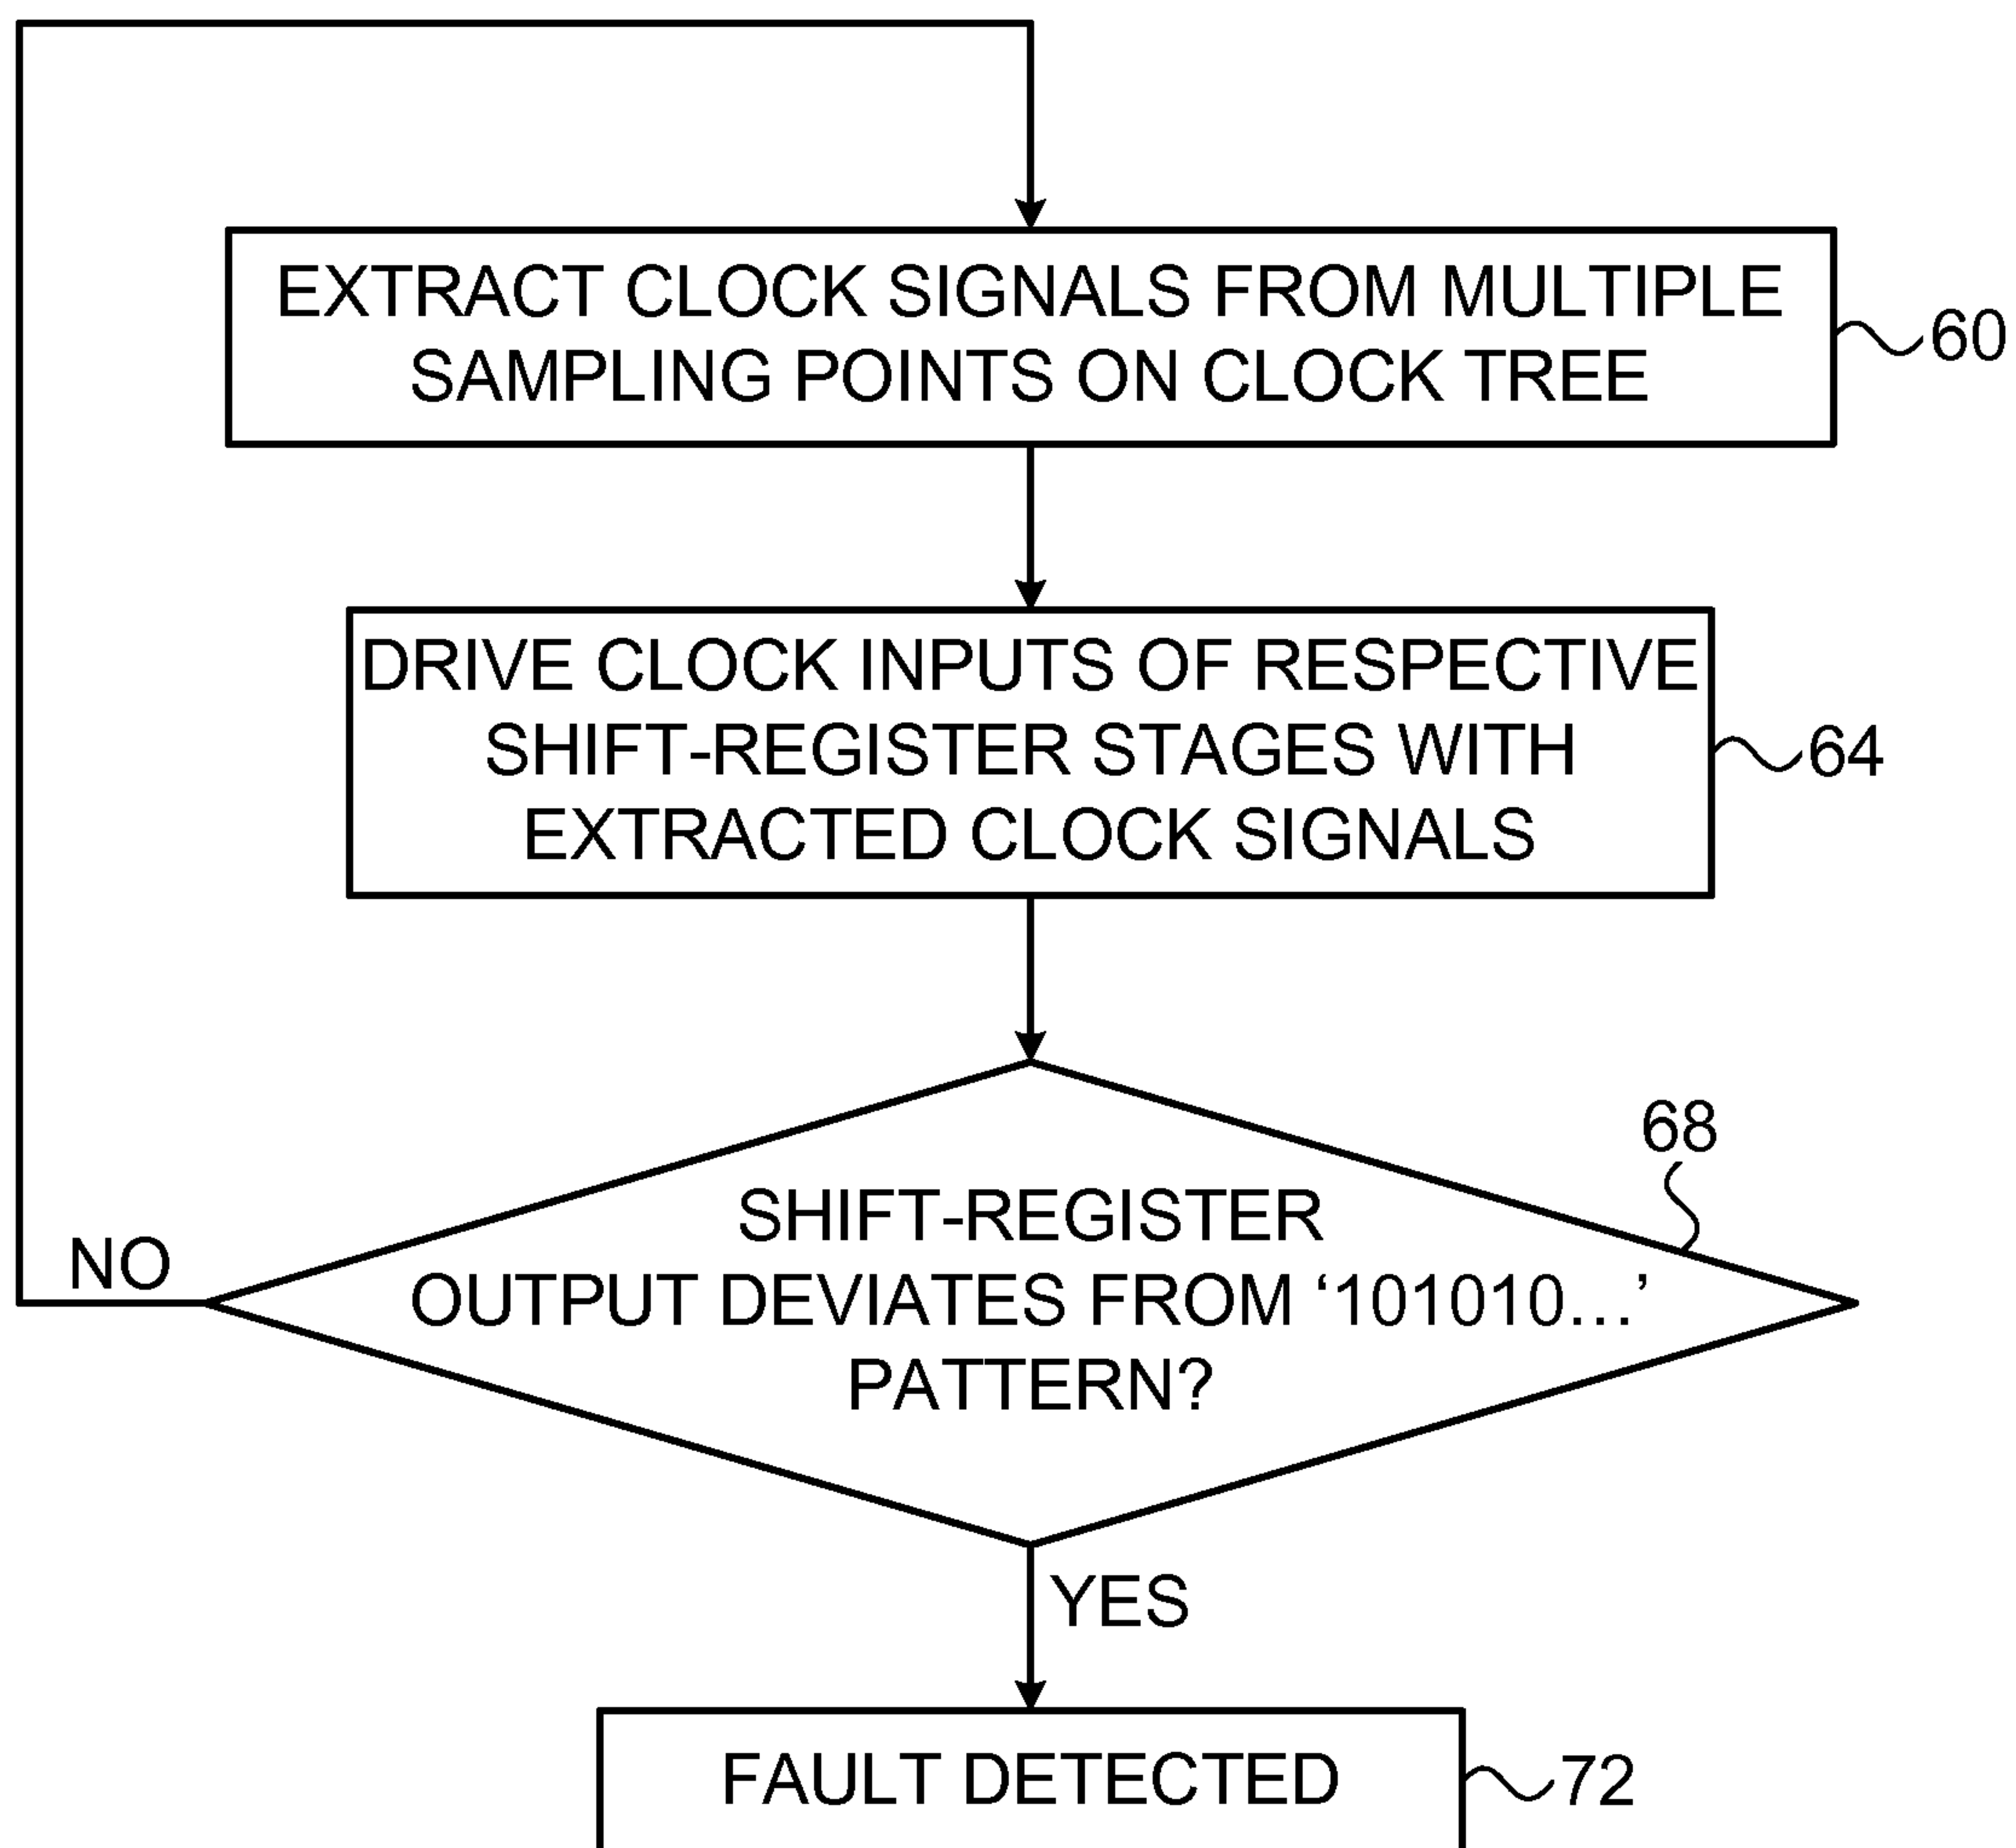 EXTRACT CLOCK SIGNALS FROM MULTIPLE
SAMPLING POINTS ON CLOCK TREE
60
DRIVE CLOCK INPUTS OF RESPECTIVE
SHIFT-REGISTER STAGES WITH
EXTRACTED CLOCK SIGNALS
64
68
SHIFT-REGISTER
OUTPUT DEVIATES FROM ‘101010...’
PATTERN?
NO
YES
FAULT DETECTED
72